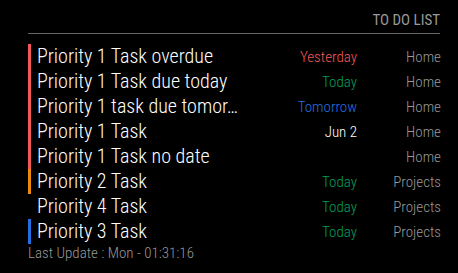 TO DO LIST
Priority 1 Task overdue Yesterday Home
Priority 1 Task due today Today Home
Priority 1 task due tomor... Tomorrow Home
Priority 1 Task Jun 2 Home
Priority 1 Task no date Home
Priority 2 Task Today Projects
Priority 4 Task Today Projects
Priority 3 Task Today Projects
Last Update : Mon - 01:31:16